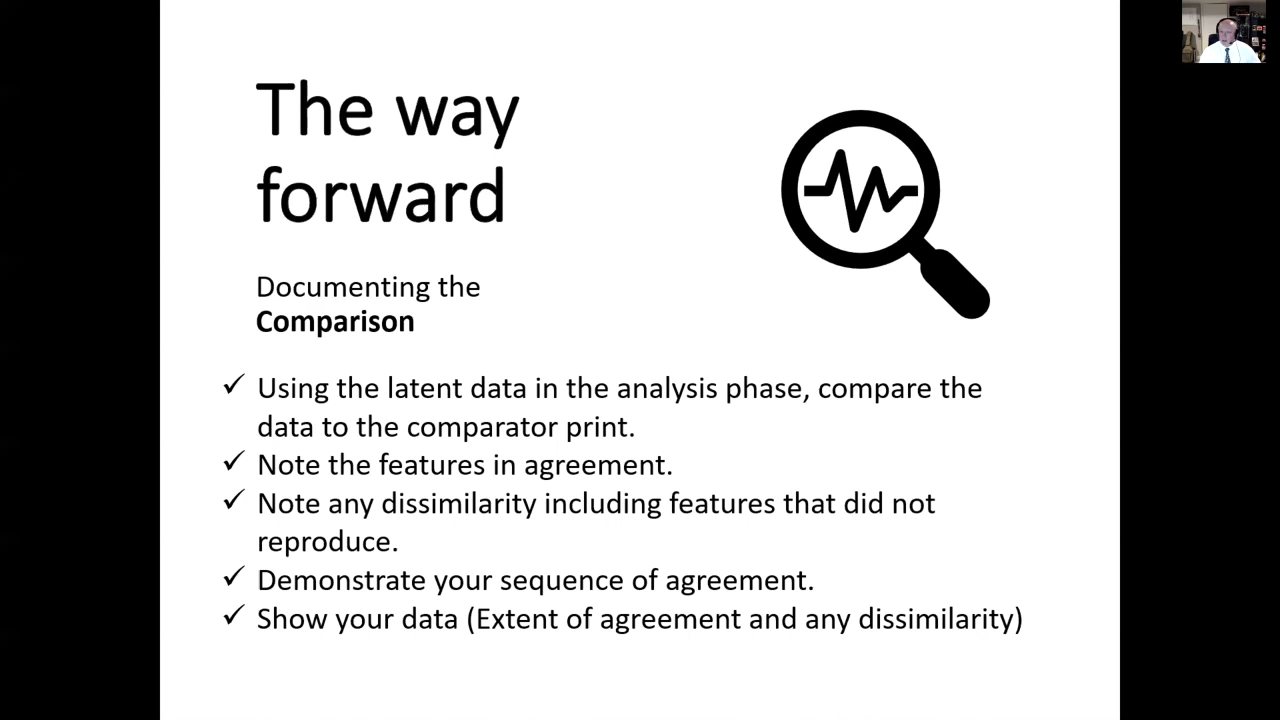 The way
forward
Documenting the
Comparison
✓ Using the latent data in the analysis phase, compare the
data to the comparator print.
✓ Note the features in agreement.
✓ Note any dissimilarity including features that did not
reproduce.
✓ Demonstrate your sequence of agreement.
✓ Show your data (Extent of agreement and any dissimilarity)